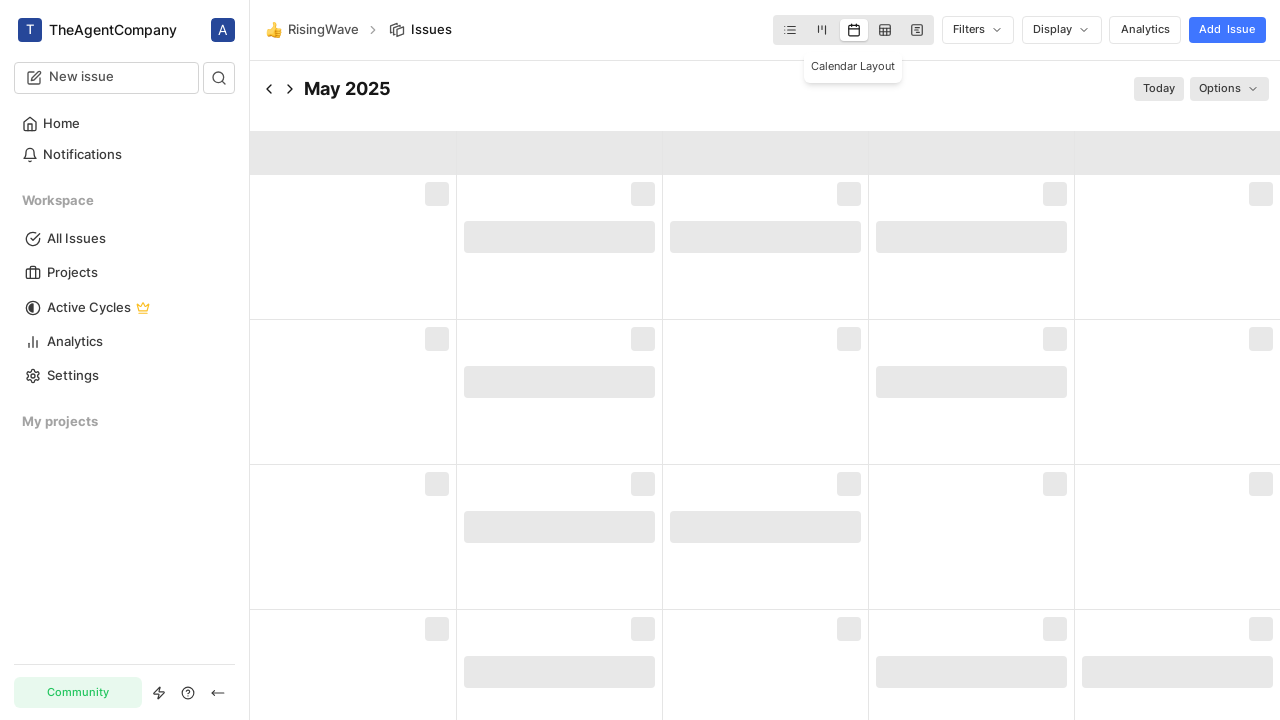 T TheAgentCompany A
New issue
Home
Notifications
Workspace
All Issues
Projects
Active Cycles
Analytics
Settings
My projects
Community
👍 RisingWave Issues
Filters Display Analytics Add Issue
Calendar Layout
May 2025
Today Options